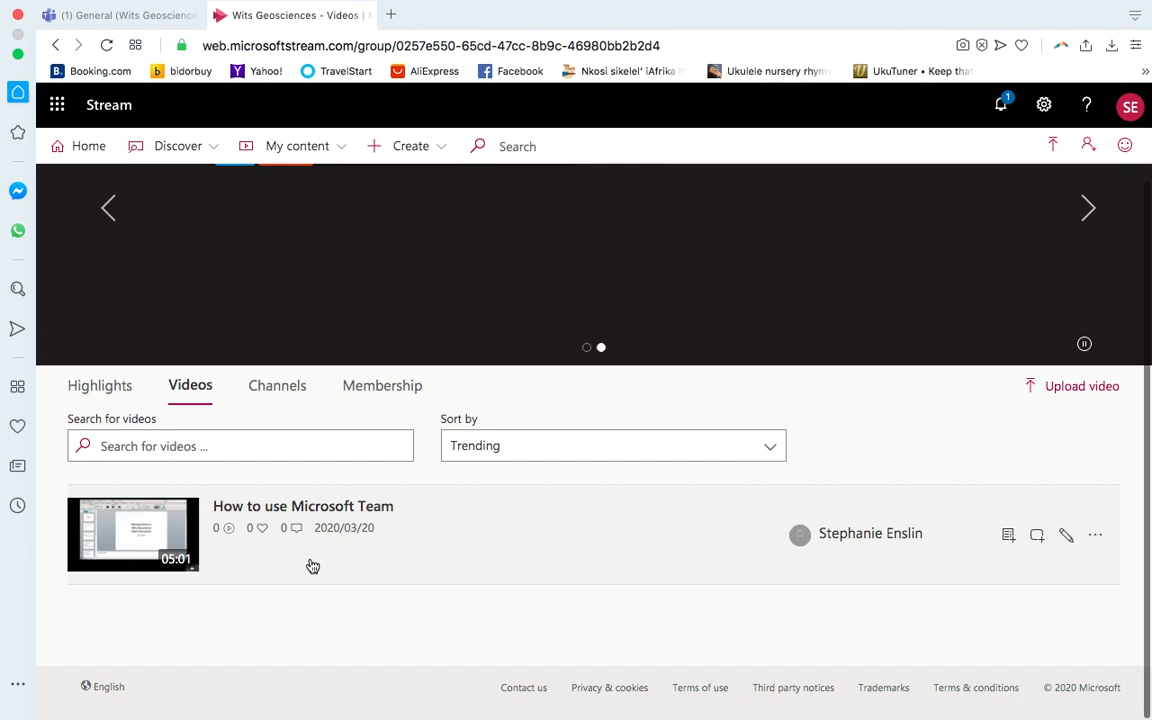 (1) General (Wits Geosciences
Wits Geosciences - Videos |
web.microsoftstream.com/group/0257e550-65cd-47cc-8b9c-46980bb2b2d4
B. Booking.com b bidorbuy Y Yahoo! TravelStart AliExpress Facebook Nkosi sikelel' iAfrika Ukulele nursery rhym UkuTuner • Keep that
Stream 1 ? SE
Home Discover My content Create Search
Highlights Videos Channels Membership Upload video
Search for videos Sort by
Search for videos ... Trending
How to use Microsoft Team
0 0 0 2020/03/20
05:01
Stephanie Enslin
English Contact us Privacy & cookies Terms of use Third party notices Trademarks Terms & conditions © 2020 Microsoft